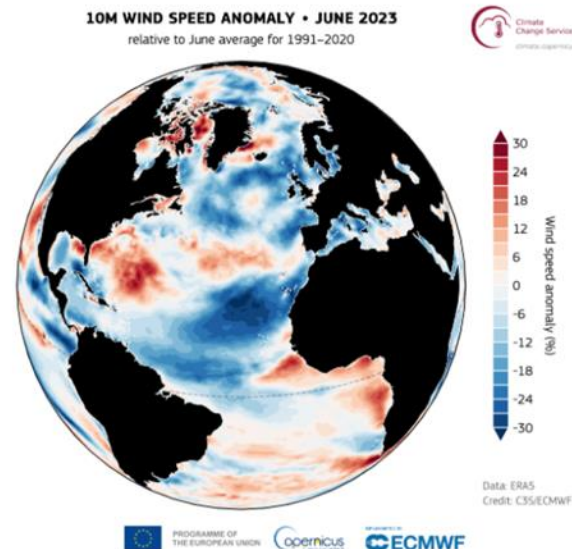 10M WIND SPEED ANOMALY • JUNE 2023
relative to June average for 1991–2020
Climate
Change Service
climate.copernicus
30
24
18
12
6
0
-6
-12
-18
-24
-30
Wind speed anomaly (%)
Data: ERA5
Credit: C3S/ECMWF
PROGRAMME OF
THE EUROPEAN UNION
opernicus
ECMWF